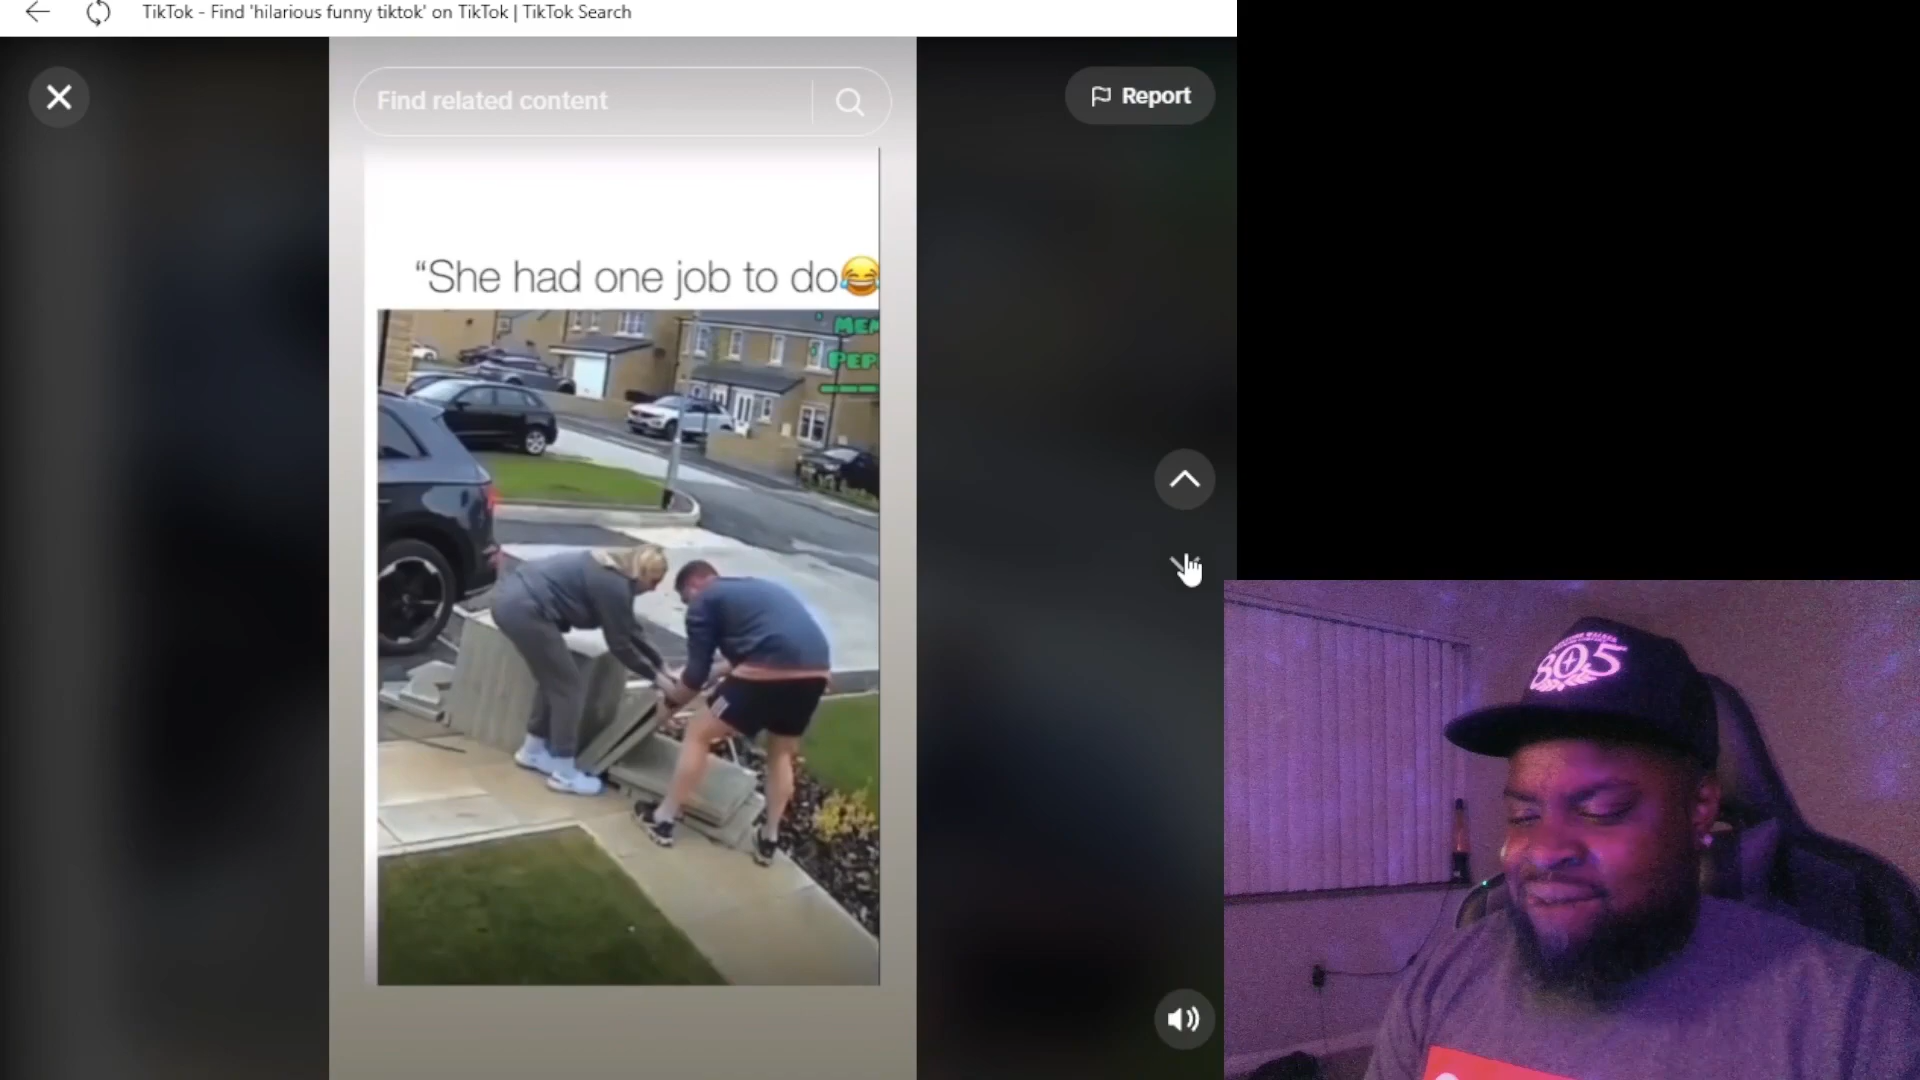 TikTok - Find 'hilarious funny tiktok' on TikTok | TikTok Search
Find related content
Report
“She had one job to do😂
805